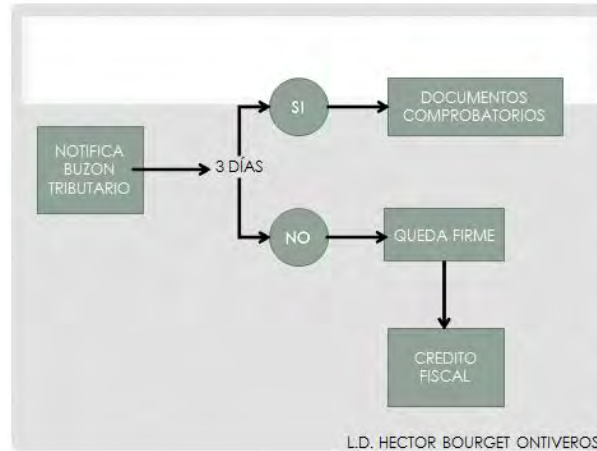 SI
DOCUMENTOS
COMPROBATORIOS
NOTIFICA
BUZON
TRIBUTARIO
3 DÍAS
NO
QUEDA FIRME
CREDITO
FISCAL
L.D. HECTOR BOURGET ONTIVEROS